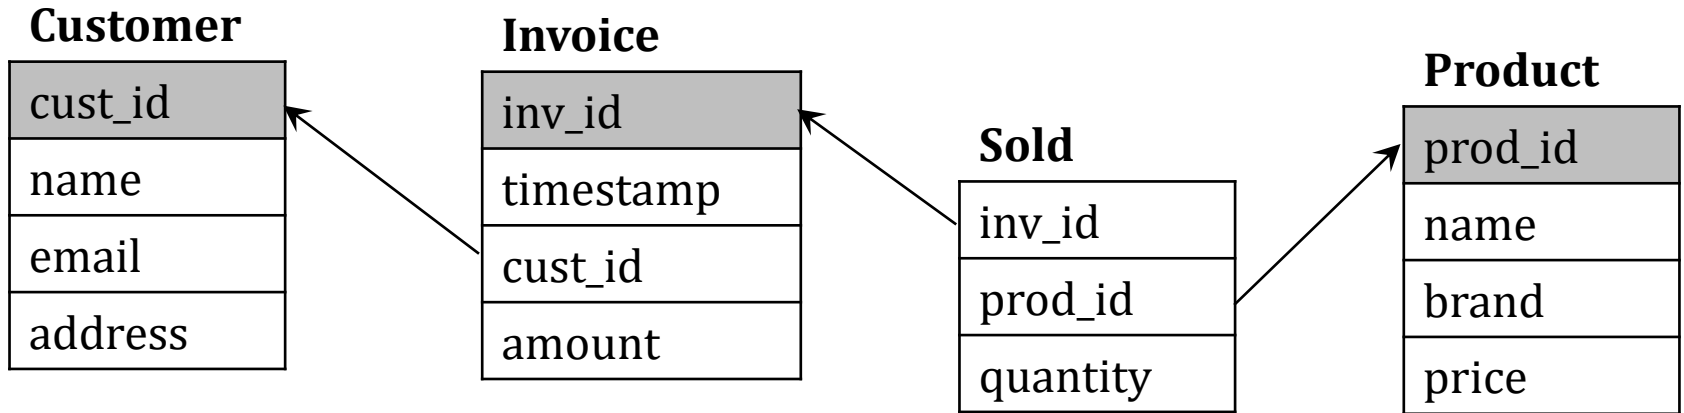 Customer
cust_id
name
email
address
Invoice
inv_id
timestamp
cust_id
amount
Sold
inv_id
prod_id
quantity
Product
prod_id
name
brand
price